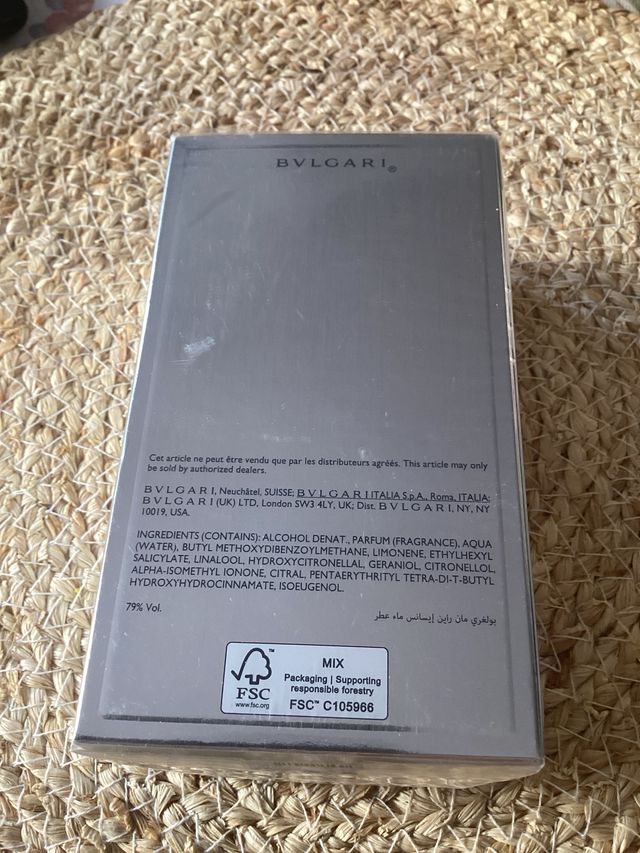 BVLGARI®
Cet article ne peut être vendu que par les distributeurs agréés. This article may only
be sold by authorized dealers.
BVLGARI, Neuchâtel, SUISSE; BVLGARI ITALIA S.p.A., Roma, ITALIA;
BVLGARI (UK) LTD, London SW3 4LY, UK; Dist. BVLGARI, NY, NY
10019, USA.
INGREDIENTS (CONTAINS): ALCOHOL DENAT., PARFUM (FRAGRANCE), AQUA
(WATER), BUTYL METHOXYDIBENZOYLMETHANE, LIMONENE, ETHYLHEXYL
SALICYLATE, LINALOOL, HYDROXYCITRONELLAL, GERANIOL, CITRONELLOL,
ALPHA-ISOMETHYL IONONE, CITRAL, PENTAERYTHRITYL TETRA-DI-T-BUTYL
HYDROXYHYDROCINNAMATE, ISOEUGENOL.
79% Vol.
بولغري مان راين إيسانس ماء عطر
FSC™
www.fsc.org
MIX
Packaging | Supporting
responsible forestry
FSC™ C105966